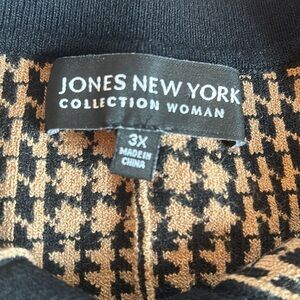 JONES NEW YORK
COLLECTION WOMAN
3X
MADE IN
CHINA